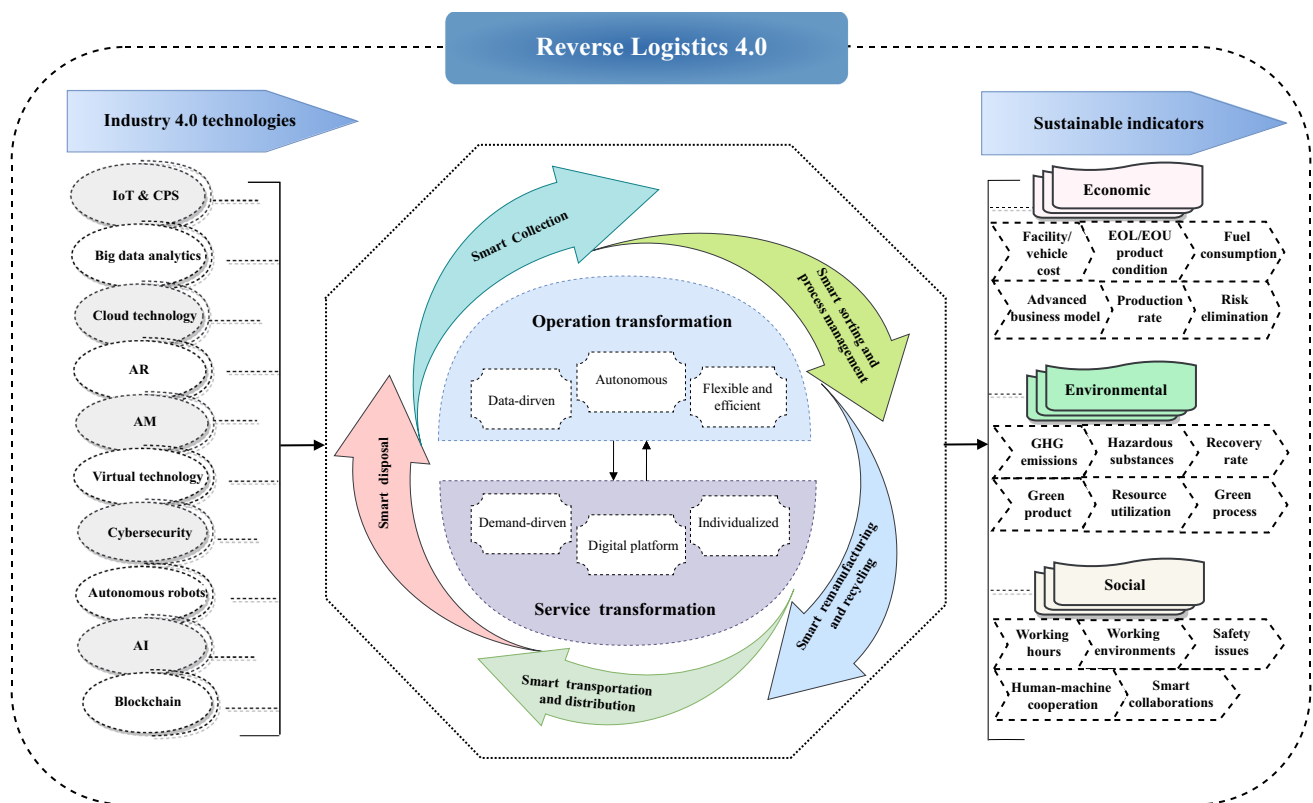 Reverse Logistics 4.0
Industry 4.0 technologies
IoT & CPS
Big data analytics
Cloud technology
AR
AM
Virtual technology
Cybersecurity
Autonomous robots
AI
Blockchain
Smart Collection
Smart sorting and
process management
Smart remanufacturing
and recycling
Smart transportation
and distribution
Smart disposal
Operation transformation
Data-dirven
Autonomous
Flexible and
efficient
Demand-dirven
Digital platform
Individualized
Service transformation
Sustainable indicators
Economic
Facility/
vehicle
cost
EOL/EOU
product
condition
Fuel
consumption
Advanced
business model
Production
rate
Risk
elimination
Environmental
GHG
emissions
Hazardous
substances
Recovery
rate
Green
product
Resource
utilization
Green
process
Social
Working
hours
Working
environments
Safety
issues
Human-machine
cooperation
Smart
collaborations